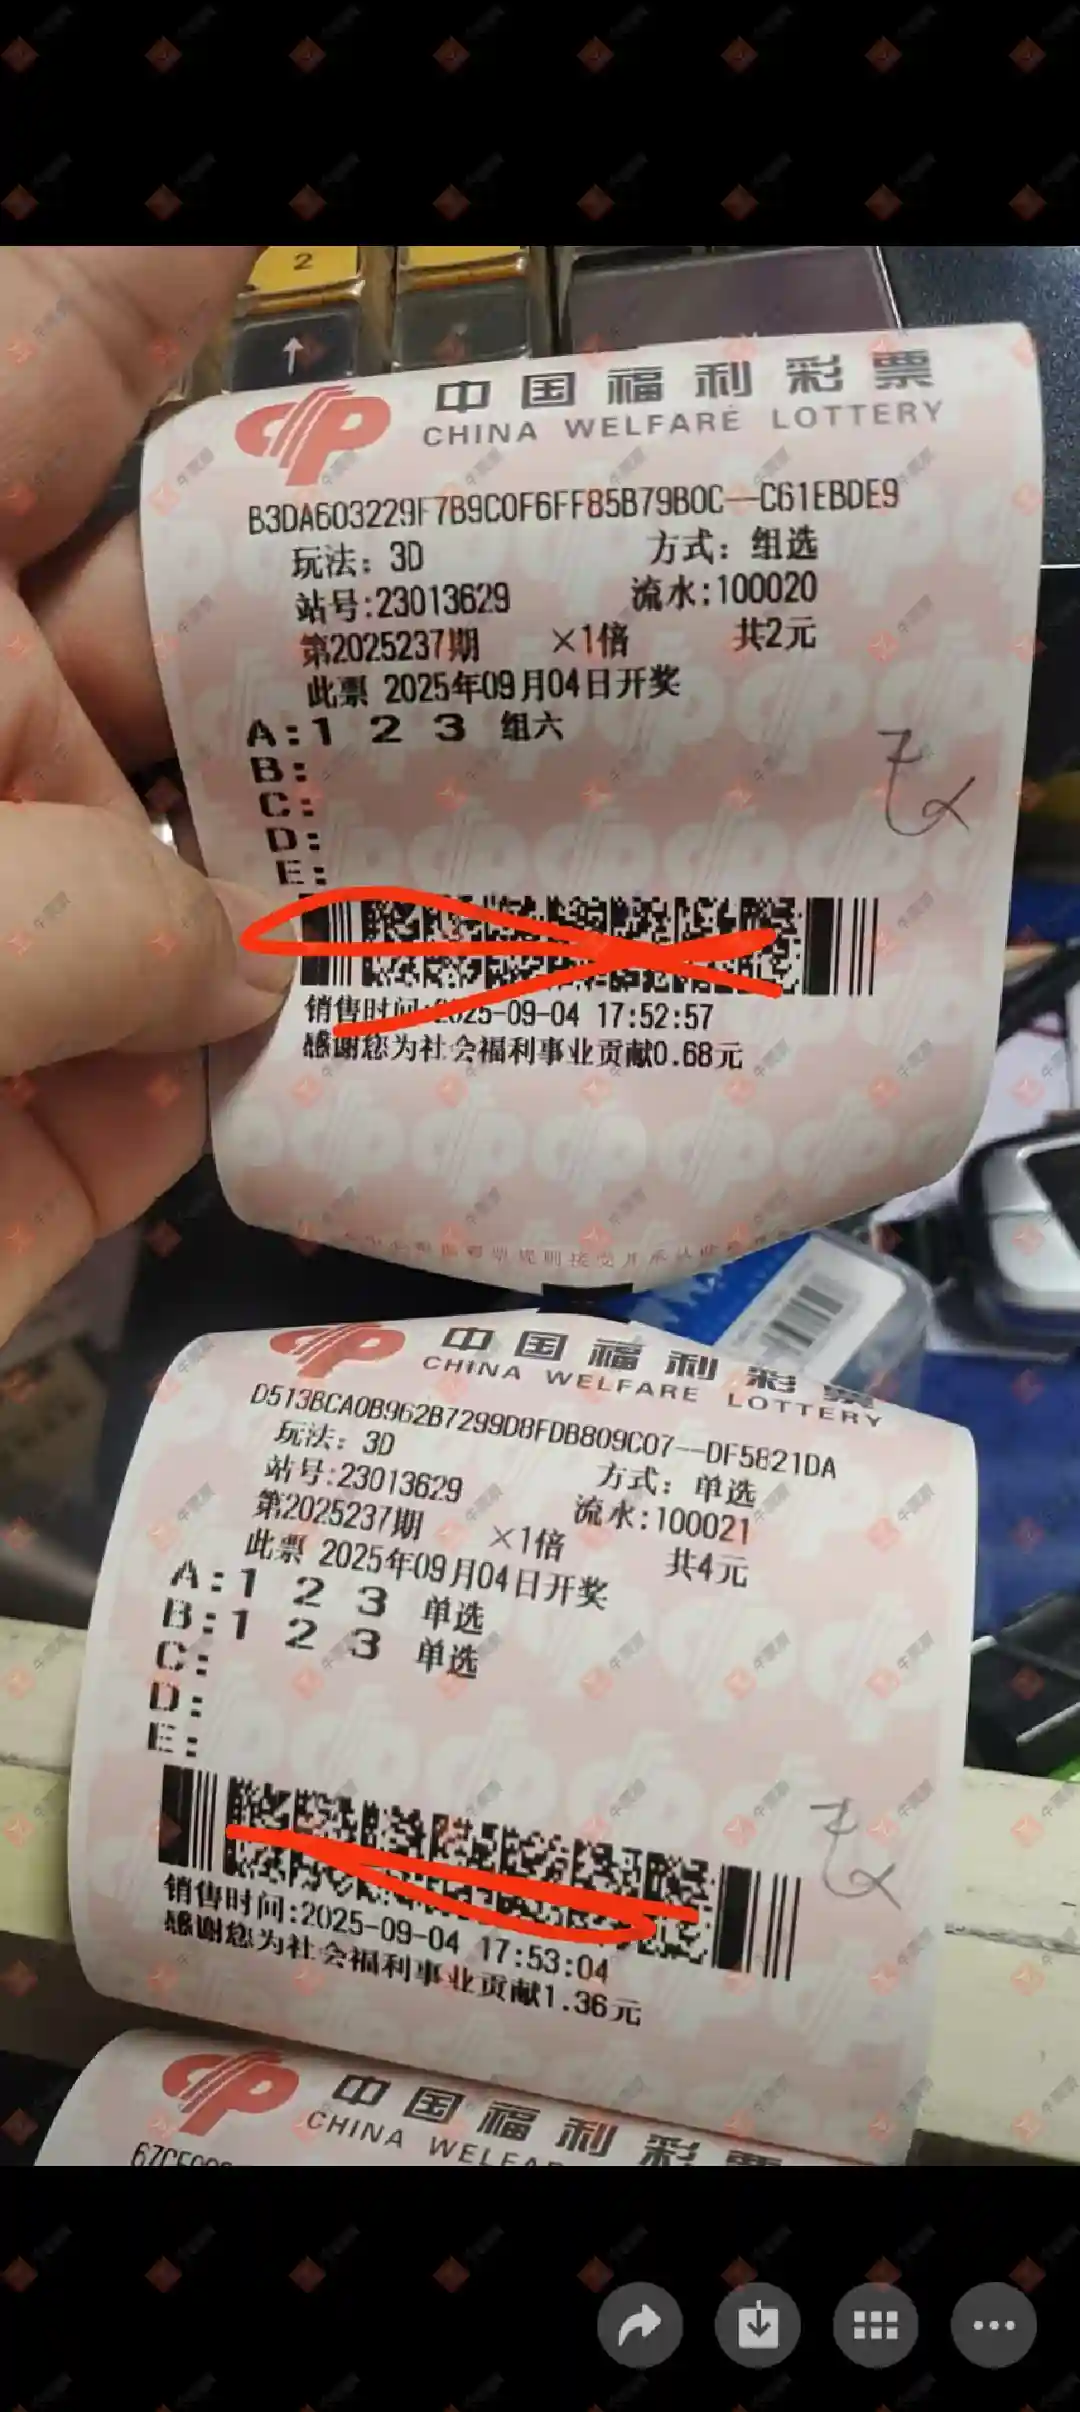 2
中国福利彩票
CHINA WELFARE LOTTERY
B3DA603229F7B9C0F6FF85B79B0C—C61EBDE9
玩法：3D 方式：组选
站号:23013629 流水:100020
第2025237期 ×1倍 共2元
此票 2025年09月04日开奖
A:1 2 3 组六
B:
C:
D:
E:
销售时间:2025-09-04 17:52:57
感谢您为社会福利事业贡献0.68元
中国福利彩票
CHINA WELFARE LOTTERY
D513BCA0B962B7299D8FDB809C07--DF5821DA
玩法：3D 方式：单选
站号:23013629 流水:100021
第2025237期 ×1倍 共4元
此票 2025年09月04日开奖
A:1 2 3 单选
B:1 2 3 单选
C:
D:
E:
销售时间:2025-09-04 17:53:04
感谢您为社会福利事业贡献1.36元
中国福利彩票
CHINA